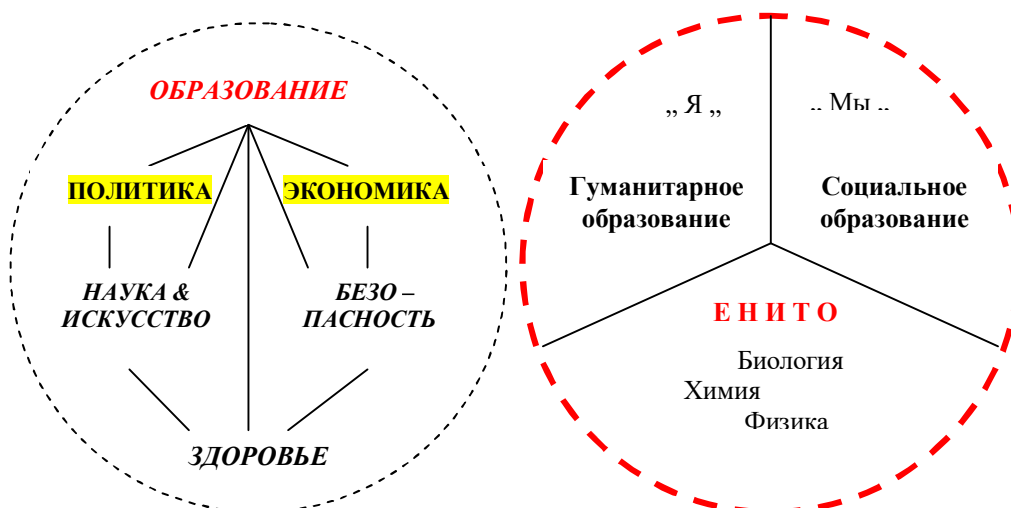 ОБРАЗОВАНИЕ
ПОЛИТИКА
ЭКОНОМИКА
НАУКА &
ИСКУССТВО
БЕЗО –
ПАСНОСТЬ
ЗДОРОВЬЕ
„ Я „
„ Мы „
Гуманитарное
образование
Социальное
образование
Е Н И Т О
Биология
Химия
Физика